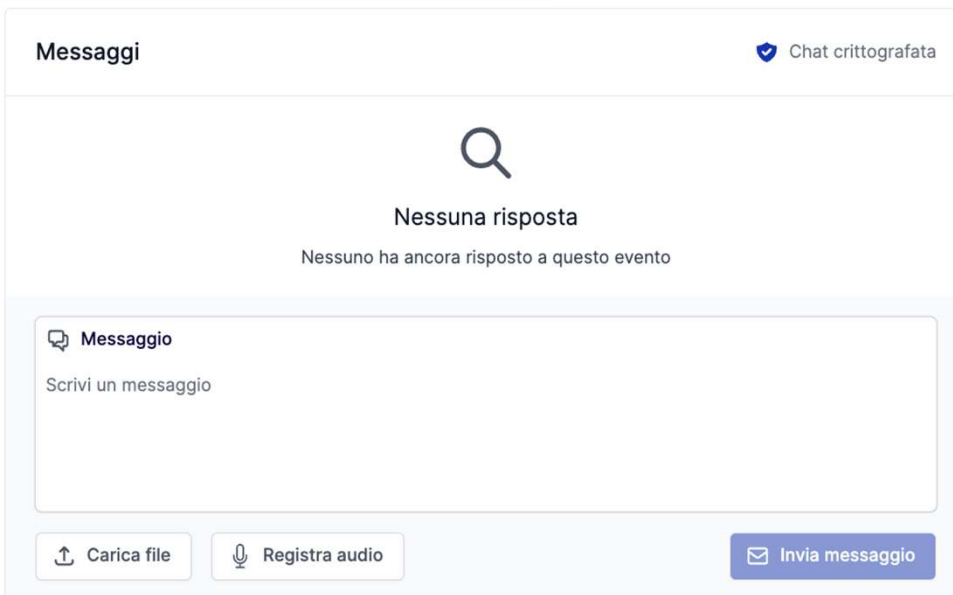 Messaggi
Chat crittografata
Nessuna risposta
Nessuno ha ancora risposto a questo evento
Messaggio
Scrivi un messaggio
Carica file
Registra audio
Invia messaggio